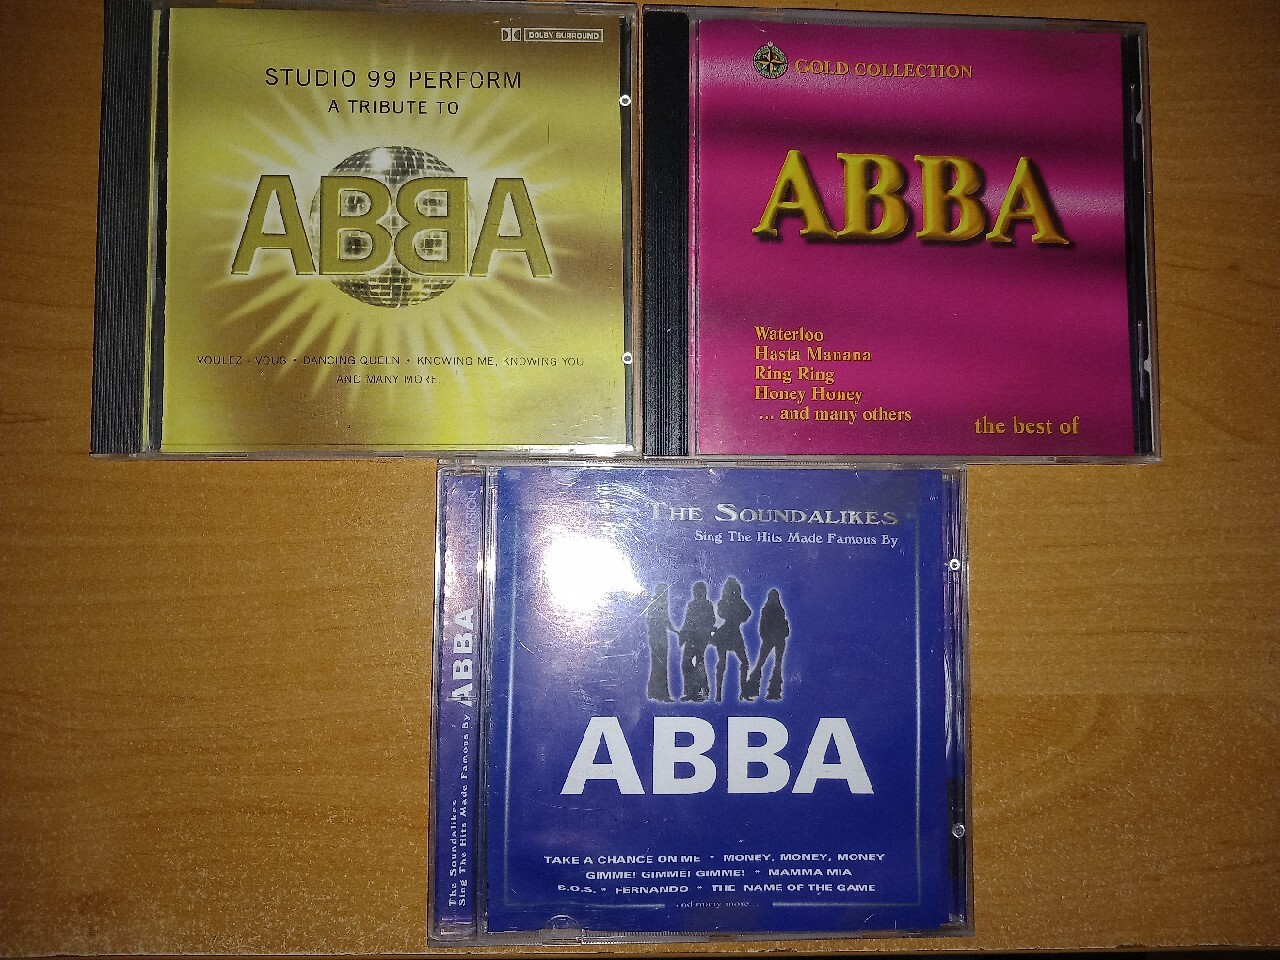 DOLBY SURROUND
STUDIO 99 PERFORM
A TRIBUTE TO
ABBA
VOULEZ - VOUS • DANCING QUEEN • KNOWING ME, KNOWING YOU
AND MANY MORE...
GOLD COLLECTION
ABBA
Waterloo
Hasta Manana
Ring Ring
Honey Honey
... and many others
the best of
The Soundalikes
Sing The Hits Made Famous By
ABBA
TAKE A CHANCE ON ME * MONEY, MONEY, MONEY
GIMME! GIMME! GIMME! * MAMMA MIA
S.O.S. * FERNANDO * THE NAME OF THE GAME
and many more...
The Soundalikes
Sing The Hits Made Famous By ABBA